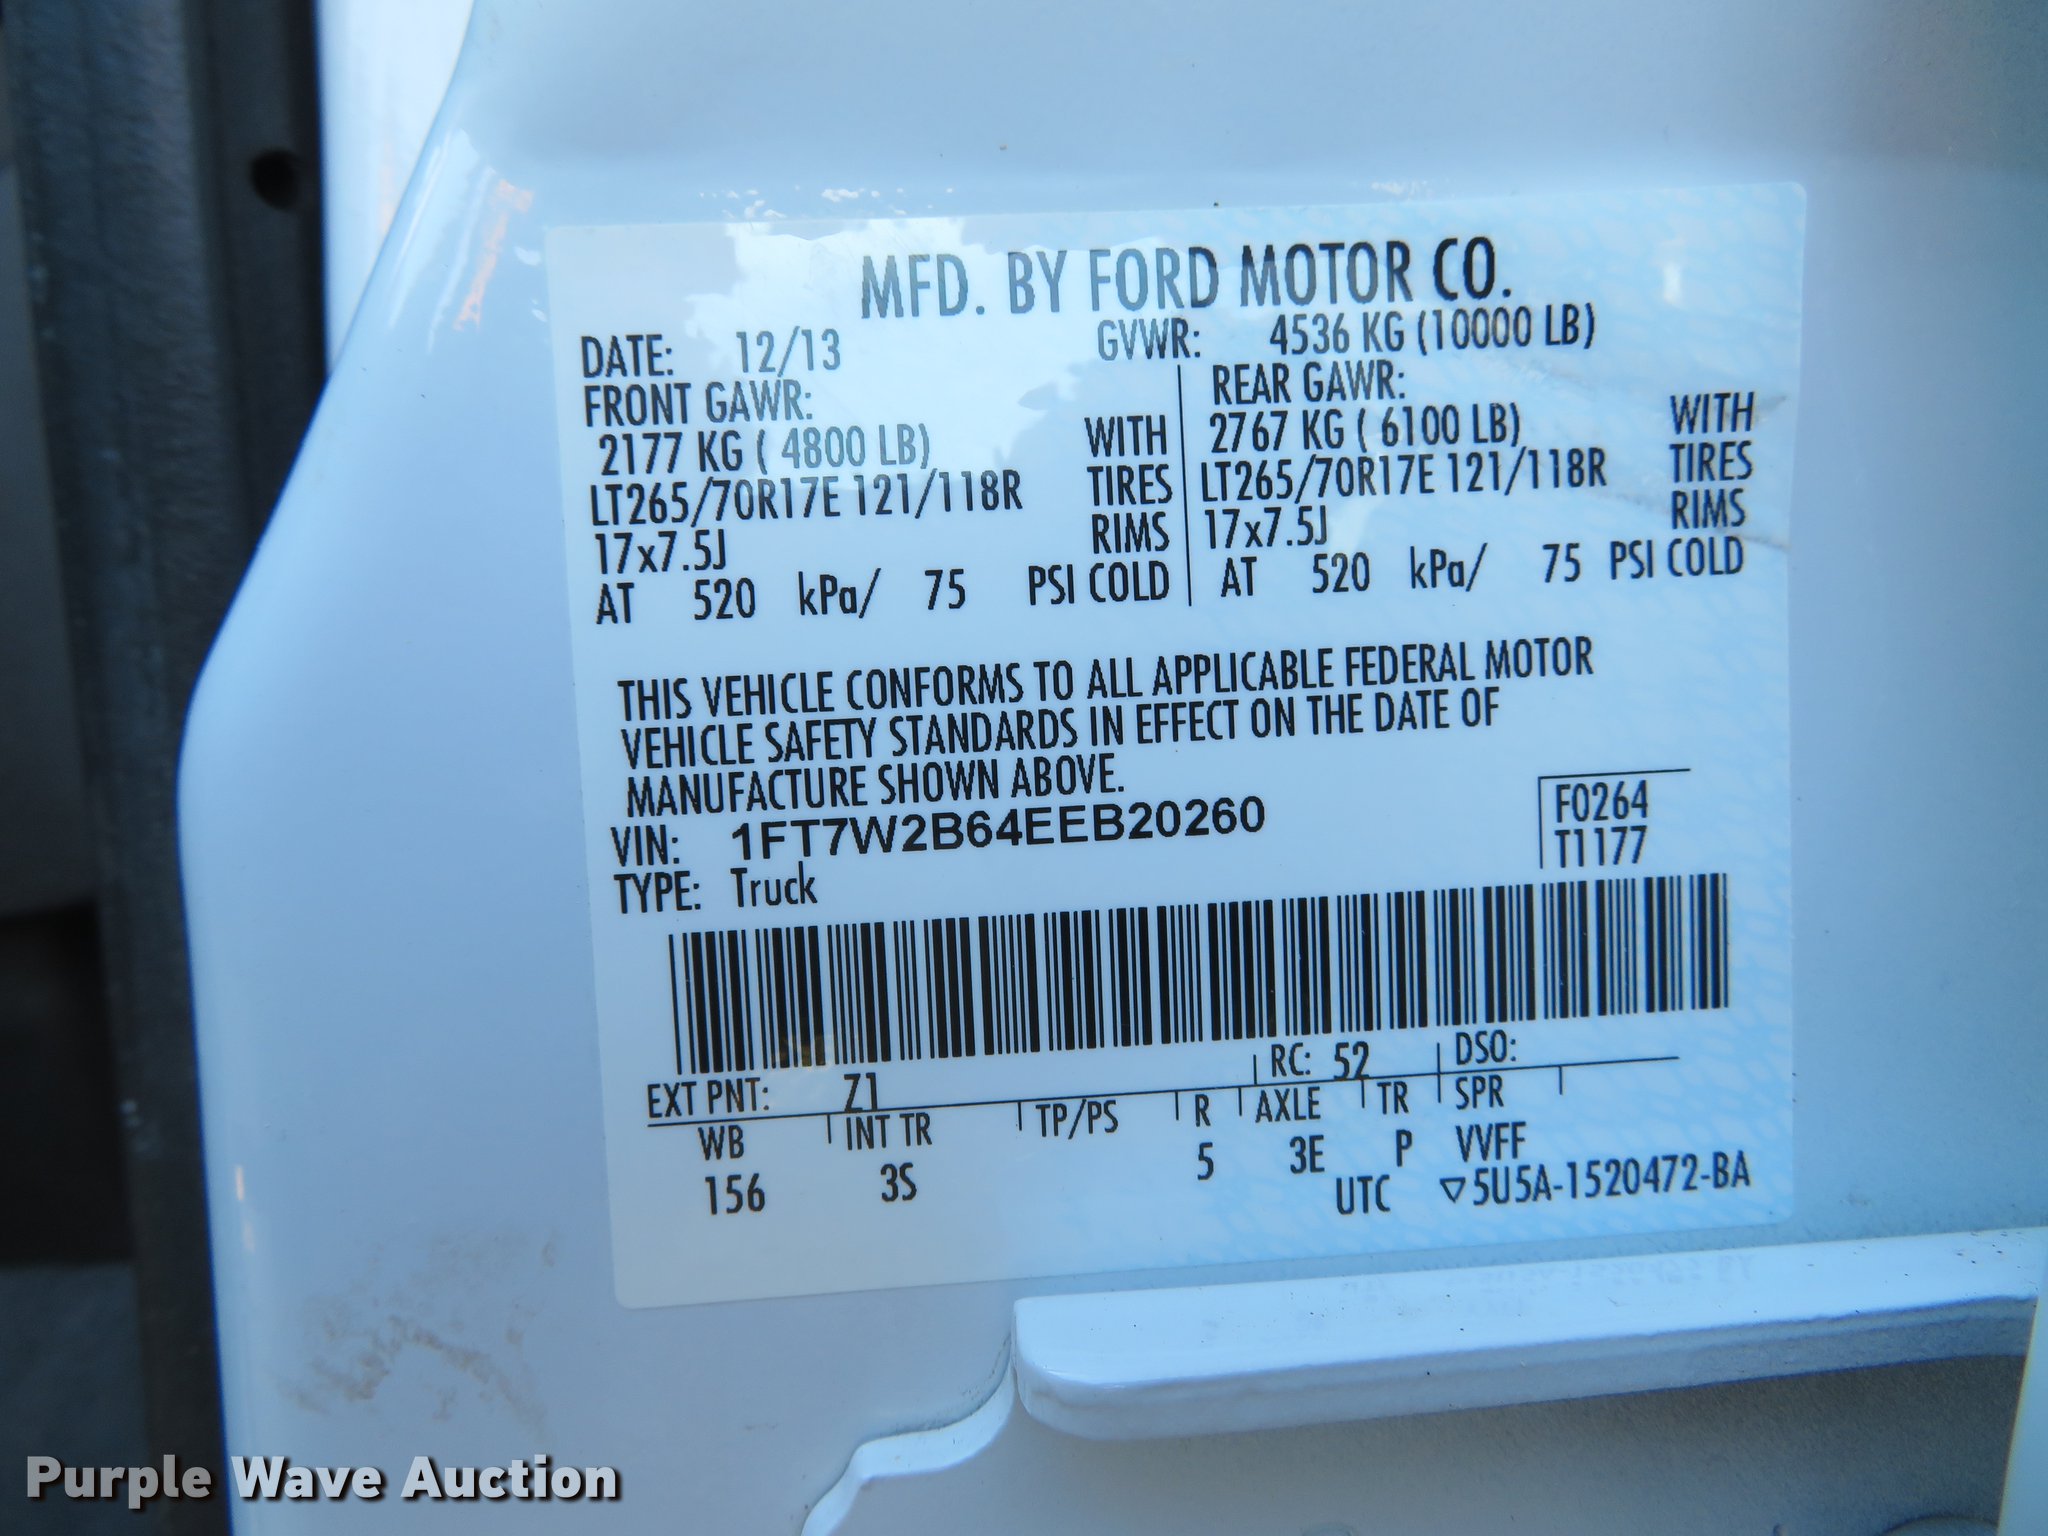 MFD. BY FORD MOTOR CO.
DATE: 12/13 GVWR: 4536 KG (10000 LB)
FRONT GAWR: REAR GAWR:
2177 KG ( 4800 LB) WITH 2767 KG ( 6100 LB) WITH
LT265/70R17E 121/118R TIRES LT265/70R17E 121/118R TIRES
17x7.5J RIMS 17x7.5J RIMS
AT 520 kPa/ 75 PSI COLD AT 520 kPa/ 75 PSI COLD
THIS VEHICLE CONFORMS TO ALL APPLICABLE FEDERAL MOTOR
VEHICLE SAFETY STANDARDS IN EFFECT ON THE DATE OF
MANUFACTURE SHOWN ABOVE.
VIN: 1FT7W2B64EEB20260 F0264
TYPE: Truck T1177
EXT PNT: Z1 RC: 52 DSO:
WB INT TR TP/PS R AXLE TR SPR
156 3S 5 3E P VVFF
UTC ▽5U5A-1520472-BA
Purple Wave Auction